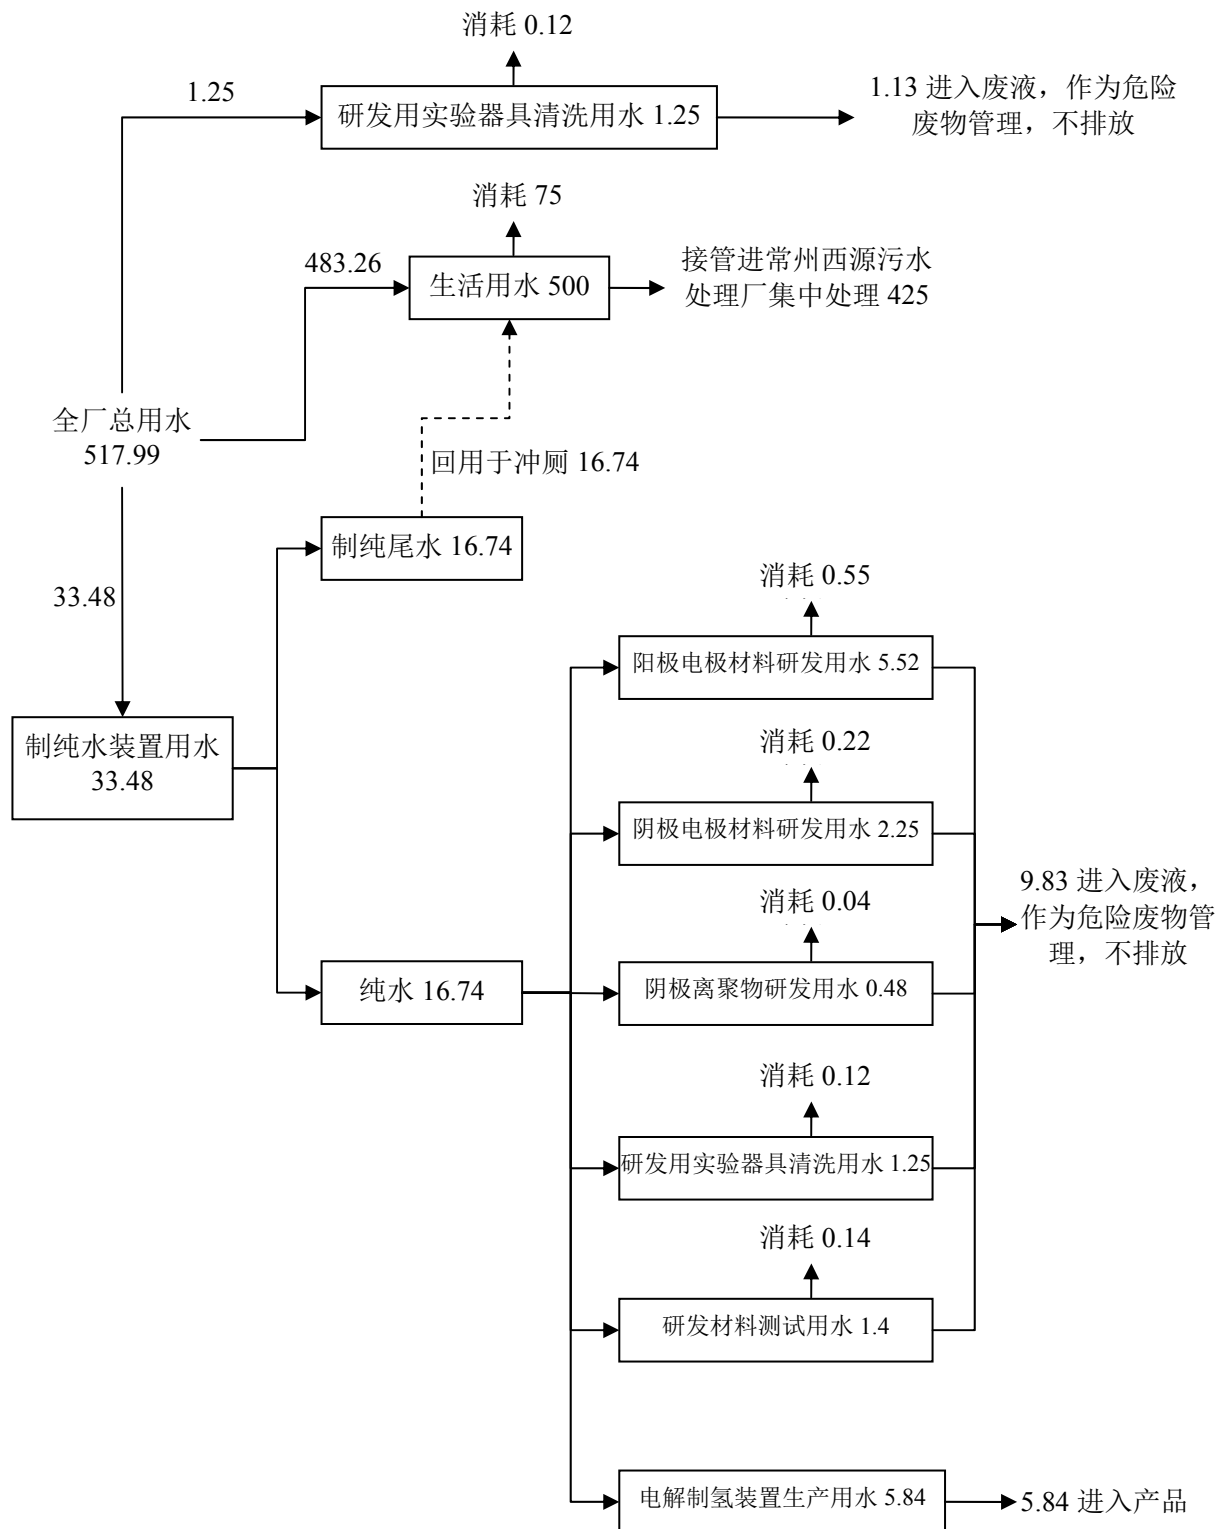 消耗 0.12
1.25
研发用实验器具清洗用水 1.25
1.13 进入废液，作为危险
废物管理，不排放
消耗 75
483.26
生活用水 500
接管进常州西源污水
处理厂集中处理 425
全厂总用水
517.99
回用于冲厕 16.74
制纯尾水 16.74
33.48
消耗 0.55
阳极电极材料研发用水 5.52
制纯水装置用水
33.48
消耗 0.22
阴极电极材料研发用水 2.25
消耗 0.04
9.83 进入废液，
作为危险废物管
理，不排放
纯水 16.74
阴极离聚物研发用水 0.48
消耗 0.12
研发用实验器具清洗用水 1.25
消耗 0.14
研发材料测试用水 1.4
电解制氢装置生产用水 5.84
5.84 进入产品